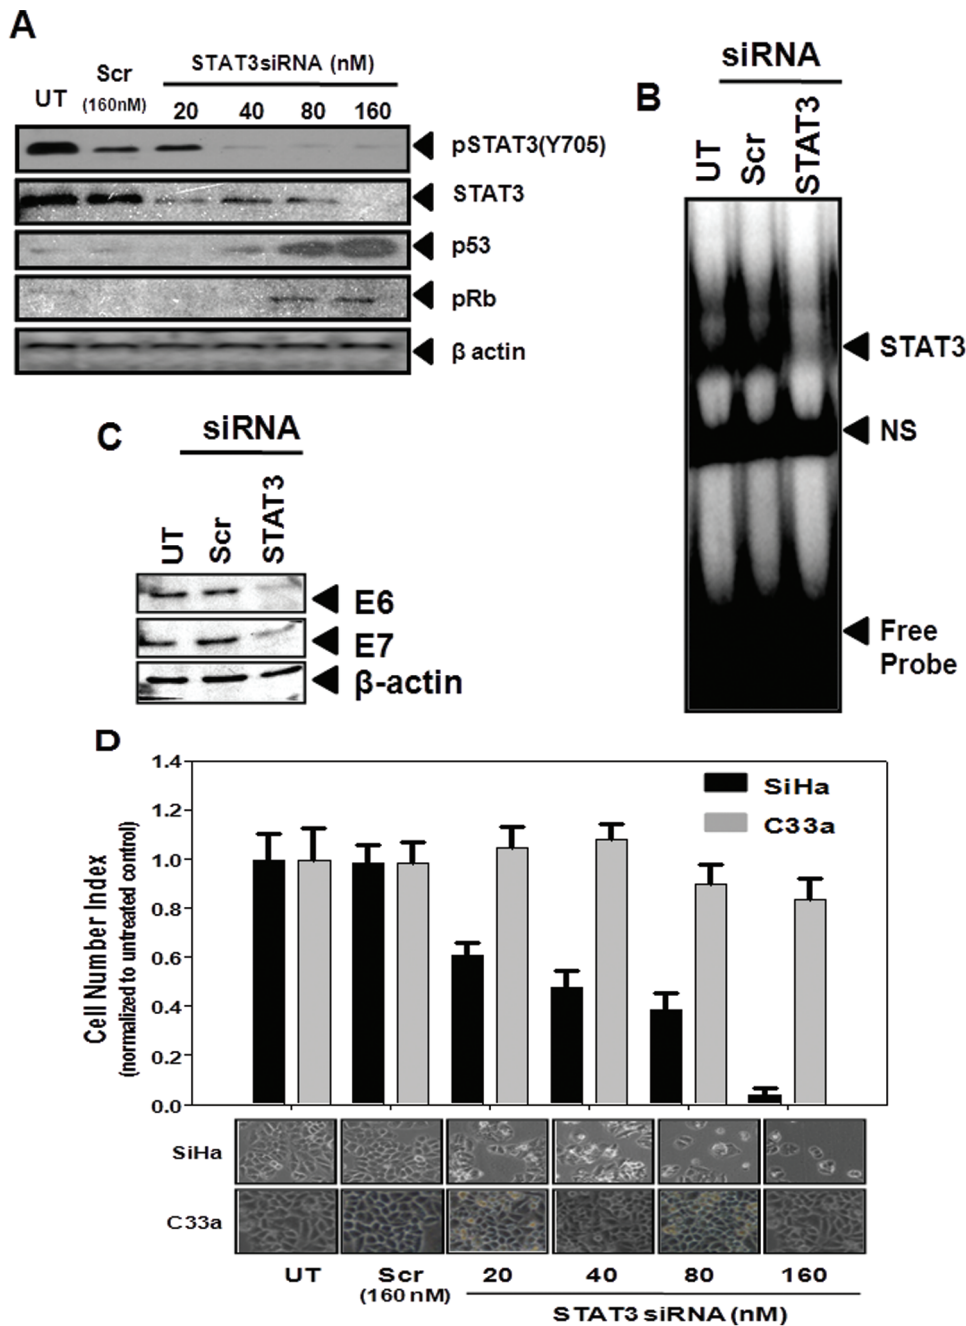 A
STAT3siRNA (nM)
UT
Scr
(160nM)
20 40 80 160
pSTAT3(Y705)
STAT3
p53
pRb
β actin
B
siRNA
UT Scr STAT3
STAT3
NS
Free
Probe
C
siRNA
UT Scr STAT3
E6
E7
β-actin
D
Cell Number Index
(normalized to untreated control)
1.4
1.2
1.0
0.8
0.6
0.4
0.2
0.0
SiHa
C33a
SiHa
C33a
UT Scr 20 40 80 160
(160 nM)
STAT3 siRNA (nM)